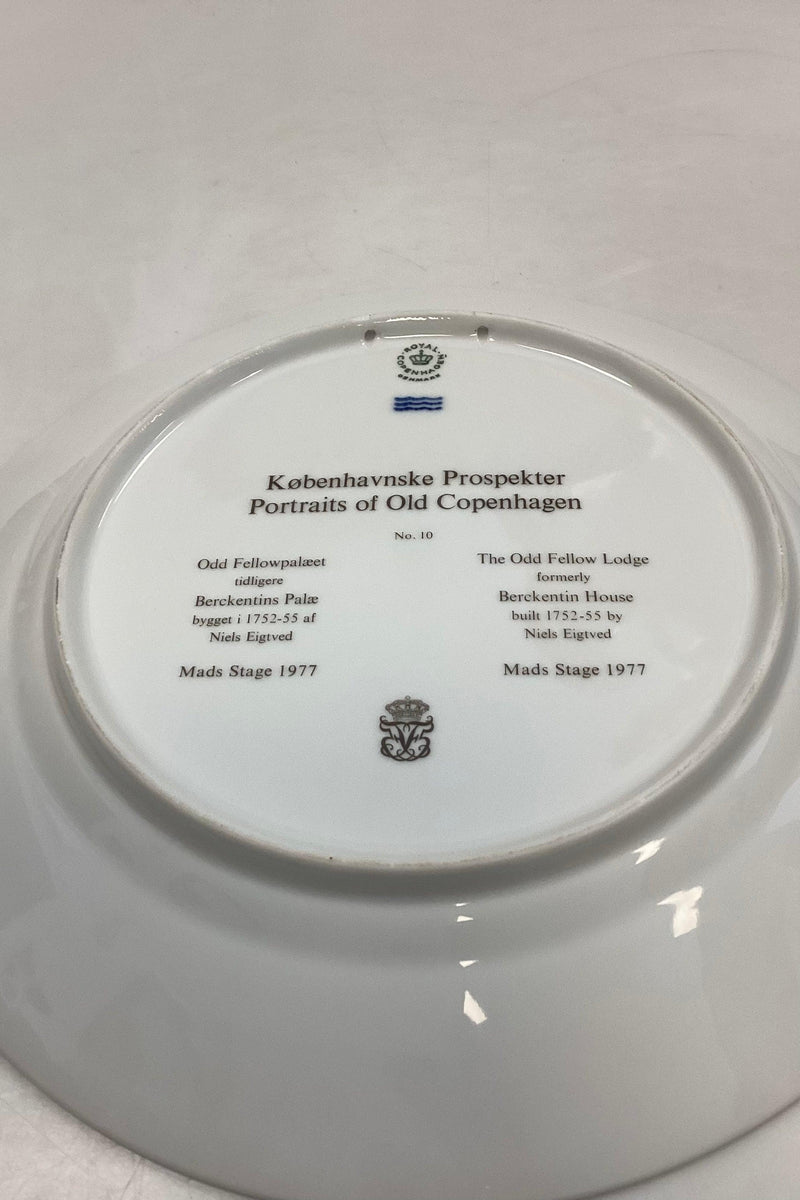 ROYAL
COPENHAGEN
DENMARK
Københavnske Prospekter
Portraits of Old Copenhagen
No. 10
Odd Fellowpalæet
tidligere
Berckentins Palæ
bygget i 1752-55 af
Niels Eigtved
Mads Stage 1977
The Odd Fellow Lodge
formerly
Berckentin House
built 1752-55 by
Niels Eigtved
Mads Stage 1977